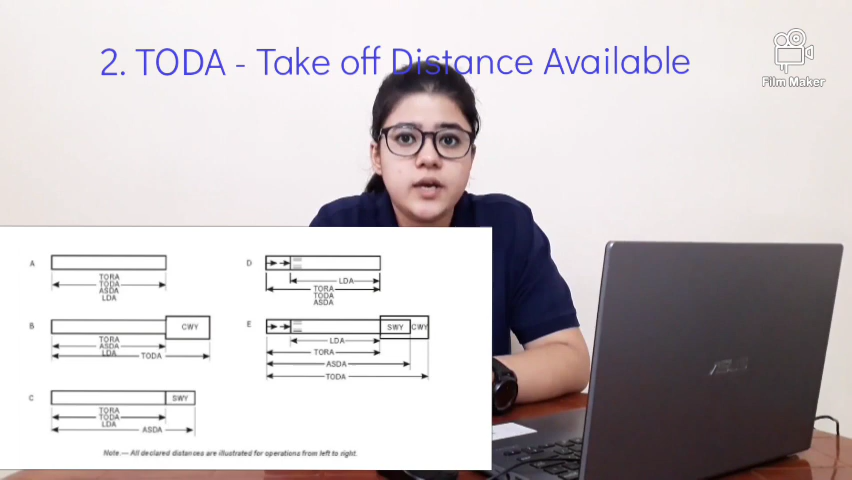 2. TODA - Take off Distance Available
Film Maker
A
TORA
TODA
ASDA
LDA
B
CWY
TORA
ASDA
LDA
TODA
C
SWY
TORA
TODA
LDA
ASDA
D
LDA
TORA
TODA
ASDA
E
SWY
CWY
LDA
TORA
ASDA
TODA
Note.— All declared distances are illustrated for operations from left to right.
ASUS